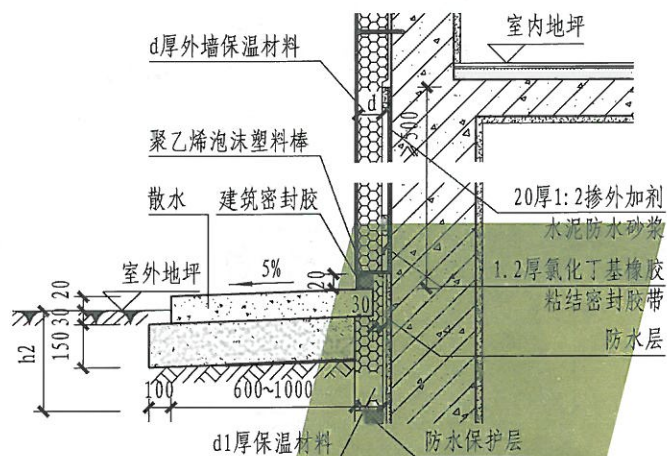 室内地坪
d厚外墙保温材料
d
≥500
聚乙烯泡沫塑料棒
20厚1:2掺外加剂
水泥防水砂浆
散水
建筑密封胶
1.2厚氯化丁基橡胶
粘结密封胶带
室外地坪
5%
20
20
30
30
150
h2
防水层
100
600~1000
d1厚保温材料
防水保护层